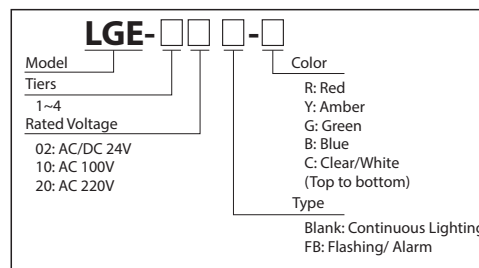 LGE-□□ □-□
Model
Tiers
1~4
Rated Voltage
02: AC/DC 24V
10: AC 100V
20: AC 220V
Color
R: Red
Y: Amber
G: Green
B: Blue
C: Clear/White
(Top to bottom)
Type
Blank: Continuous Lighting
FB: Flashing/ Alarm